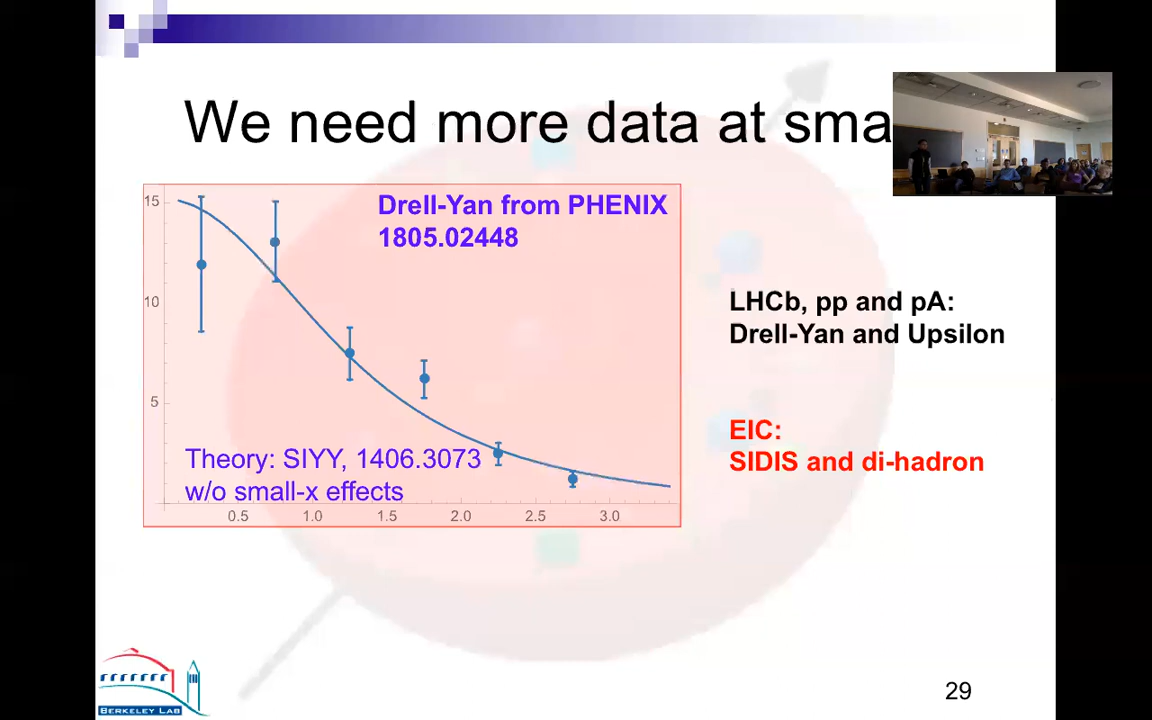 We need more data at sma
Drell-Yan from PHENIX
1805.02448
15
10
5
Theory: SIYY, 1406.3073
w/o small-x effects
0.5 1.0 1.5 2.0 2.5 3.0
LHCb, pp and pA:
Drell-Yan and Upsilon
EIC:
SIDIS and di-hadron
BERKELEY LAB
29